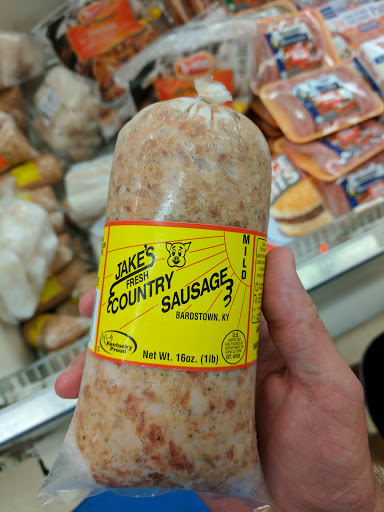 JAKE'S
FRESH
COUNTRY
SAUSAGE
BARDSTOWN, KY
MILD
Kentucky
Proud
Net Wt. 16oz. (1lb)
U.S.